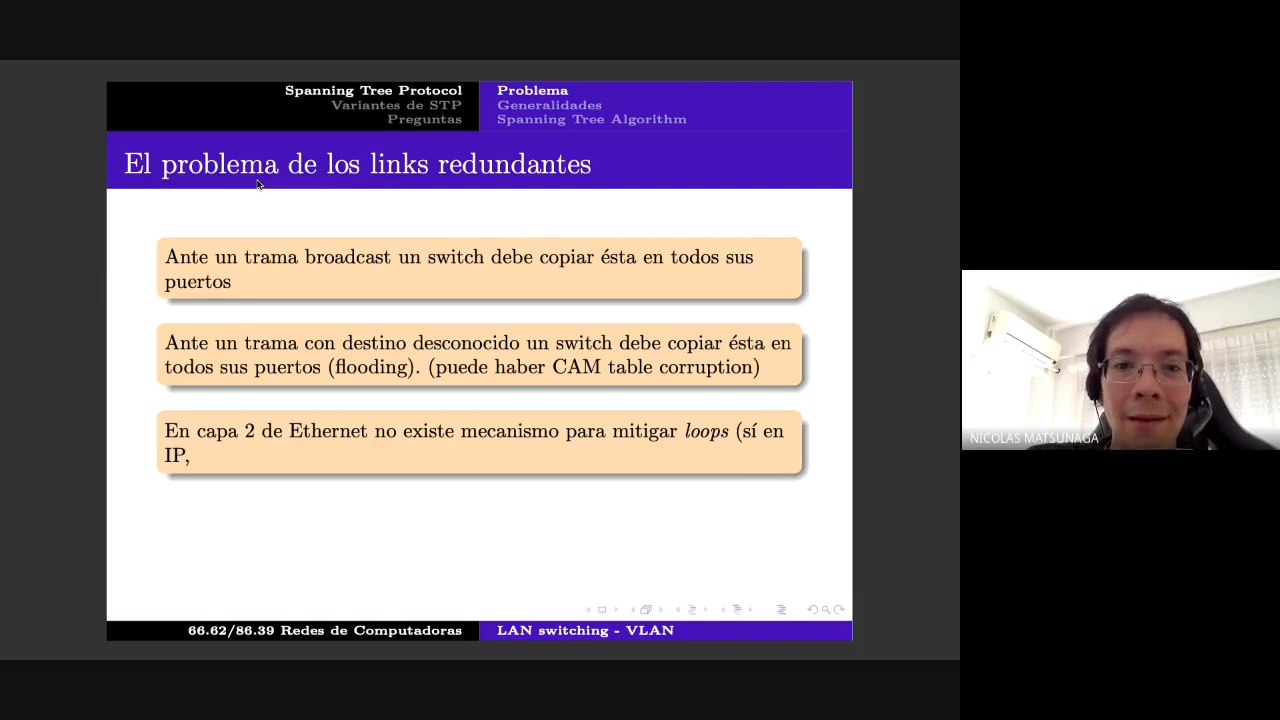 Spanning Tree Protocol
Variantes de STP
Preguntas
Problema
Generalidades
Spanning Tree Algorithm
El problema de los links redundantes
Ante un trama broadcast un switch debe copiar ésta en todos sus
puertos
Ante un trama con destino desconocido un switch debe copiar ésta en
todos sus puertos (flooding). (puede haber CAM table corruption)
En capa 2 de Ethernet no existe mecanismo para mitigar loops (sí en
IP,
66.62/86.39 Redes de Computadoras
LAN switching - VLAN
NICOLAS MATSUNAGA